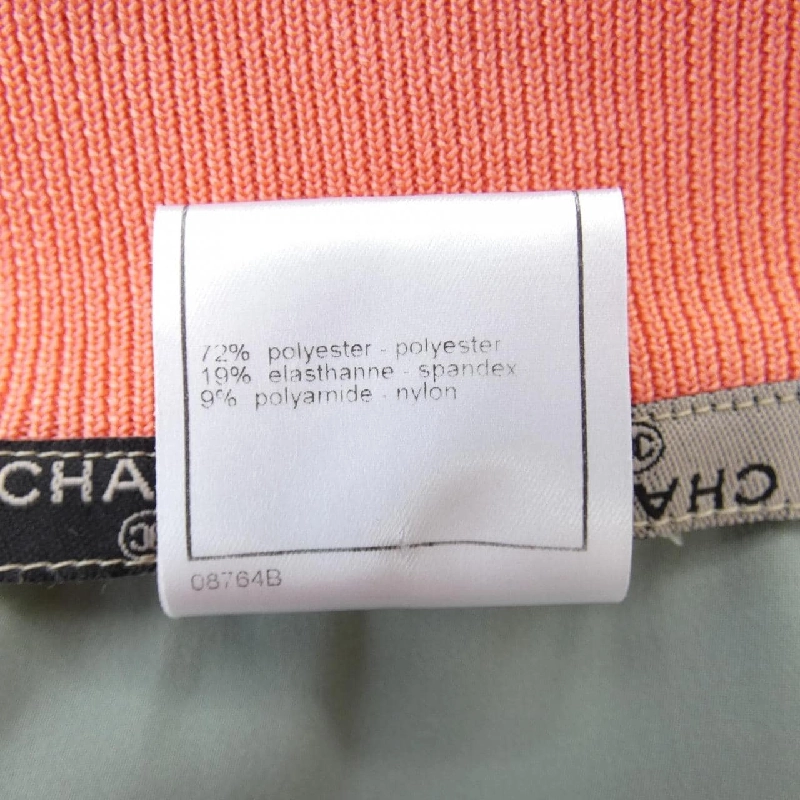 72% polyester - polyester
19% elasthanne - spandex
9% polyamide - nylon
CHA
CHA
08764B